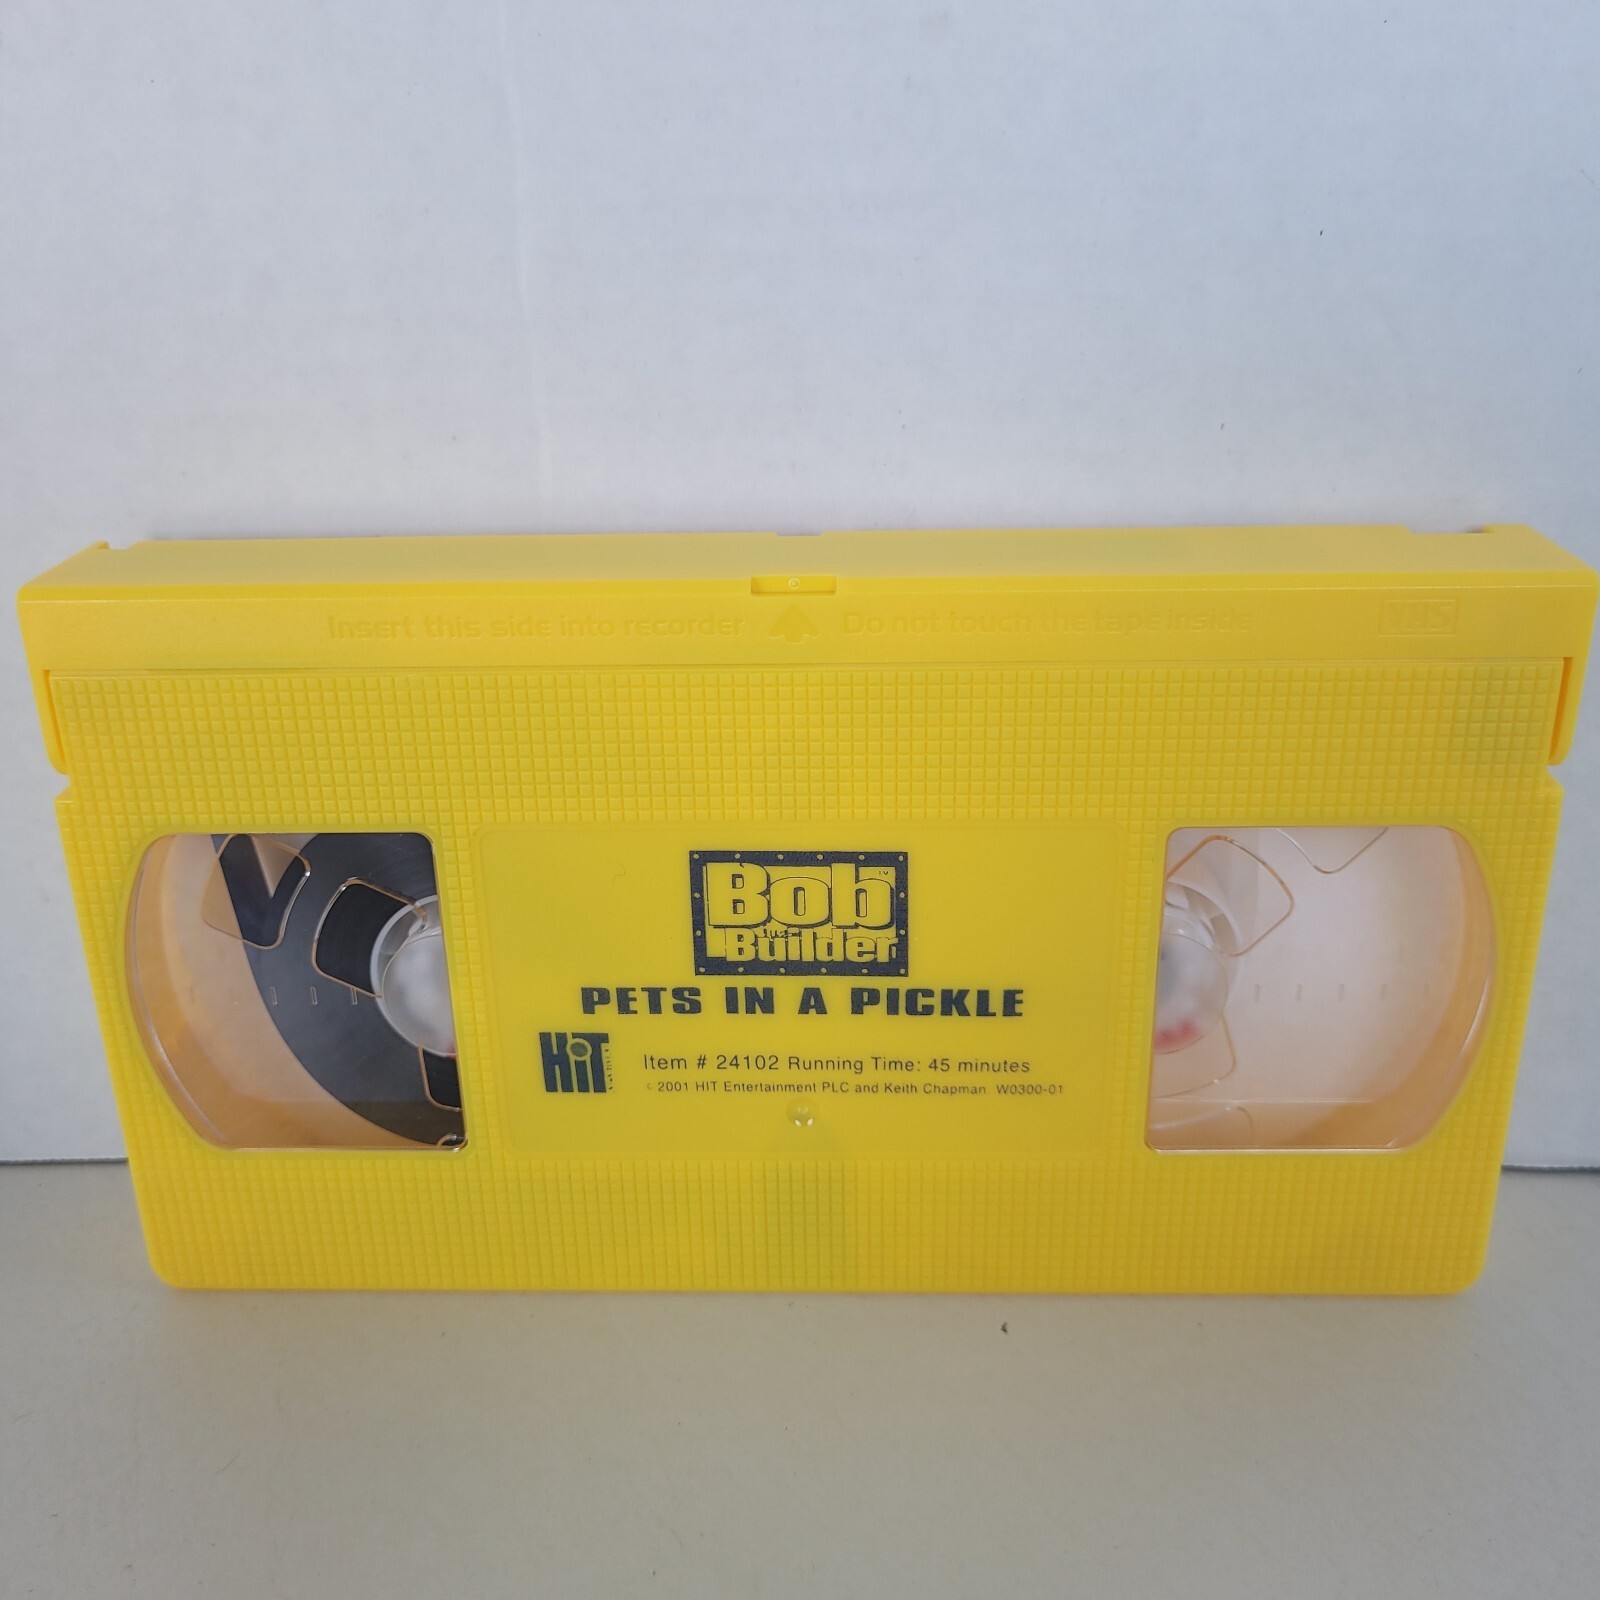 Insert this side into recorder Do not touch the tape inside VHS
Bob TM
the
Builder
PETS IN A PICKLE
HiT
Item # 24102 Running Time: 45 minutes
© 2001 HIT Entertainment PLC and Keith Chapman W0300-01